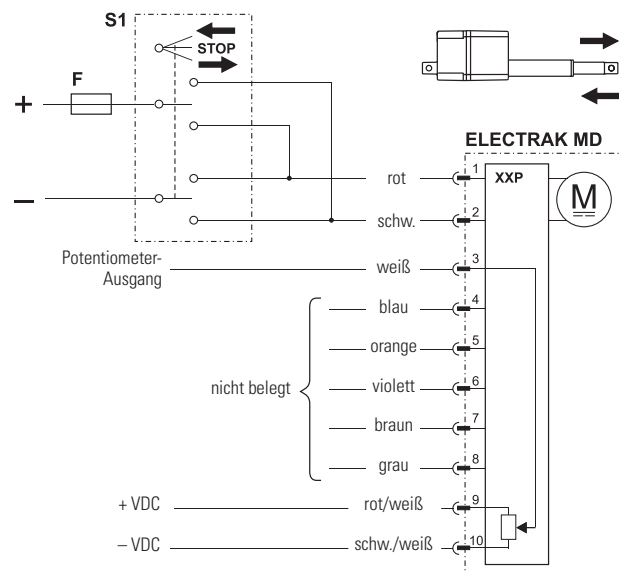 S1
STOP
F
+
–
ELECTRAK MD
XXP
M
rot 1
schw. 2
Potentiometer-
Ausgang
weiß 3
blau 4
orange 5
nicht belegt
violett 6
braun 7
grau 8
+ VDC rot/weiß 9
– VDC schw./weiß 10